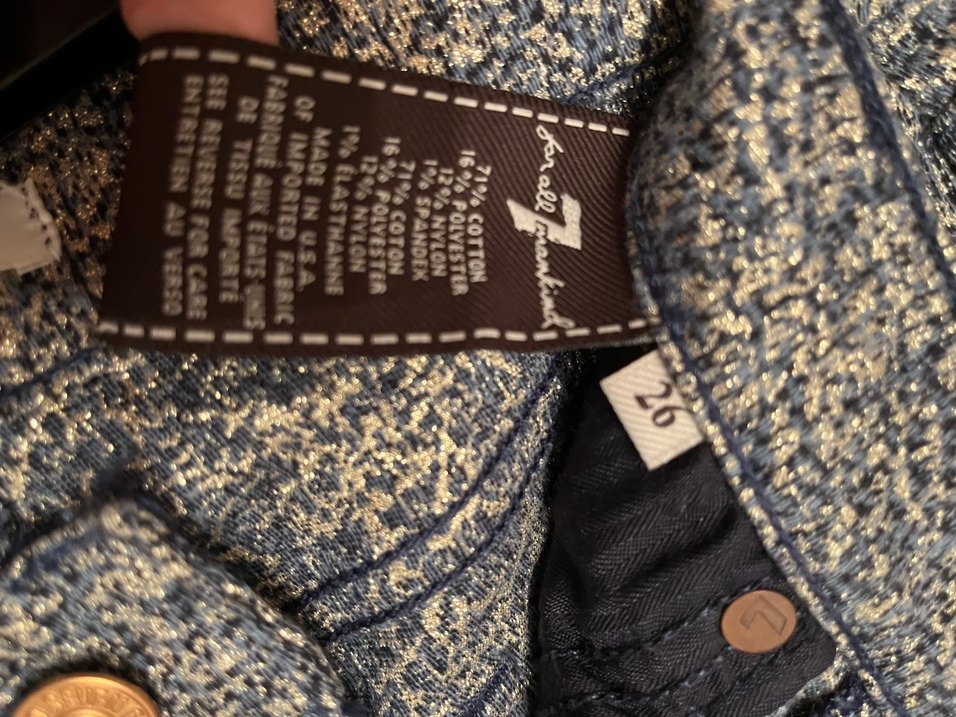 for all 7 mankind
71% COTTON
16% POLYESTER
12% NYLON
1% SPANDEX
71% COTON
16% POLYESTER
12% NYLON
1% ÉLASTHANNE
MADE IN U.S.A.
OF IMPORTED FABRIC
FABRIQUÉ AUX ÉTATS-UNIS
DE TISSU IMPORTÉ
SEE REVERSE FOR CARE
ENTRETIEN AU VERSO
26
7